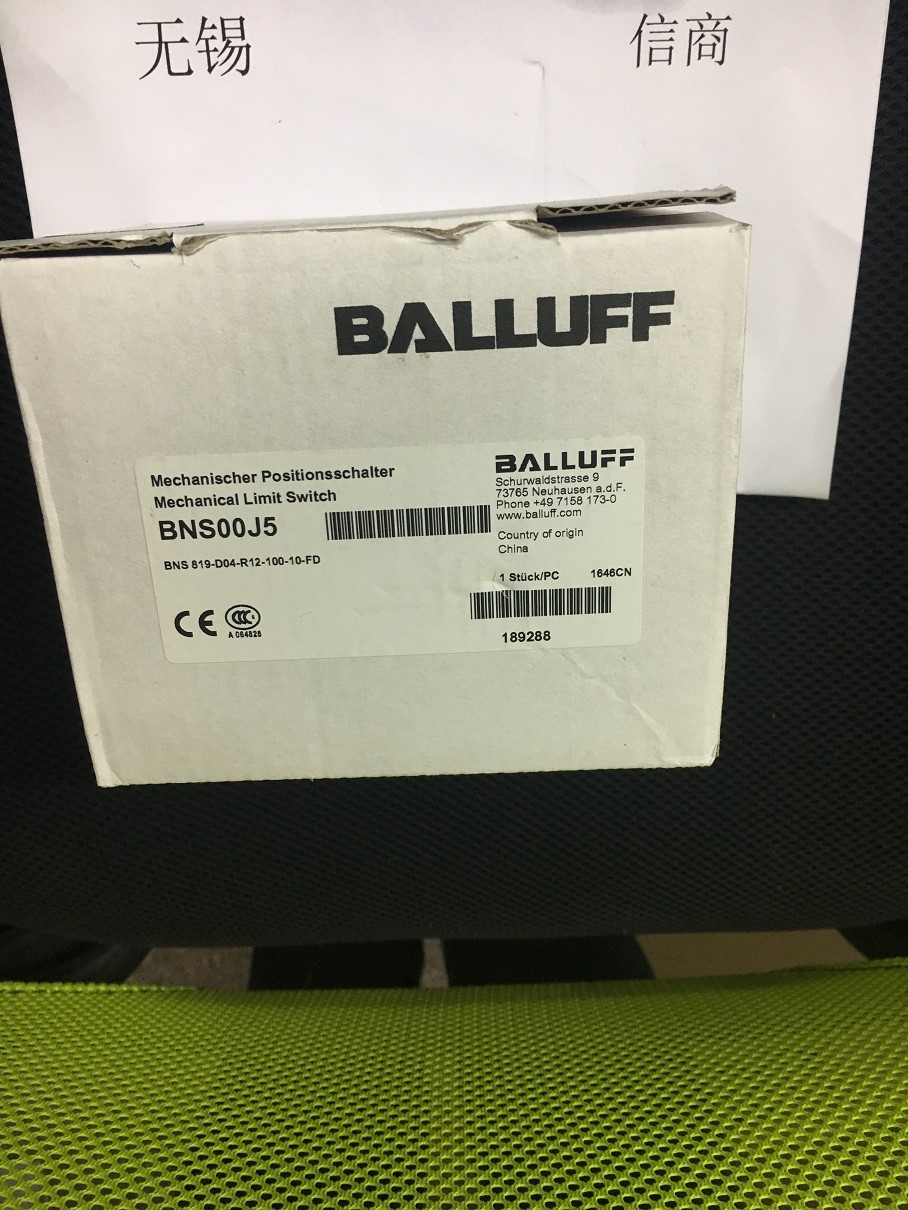 无锡 信商
BALLUFF
Mechanischer Positionsschalter
Mechanical Limit Switch
BNS00J5
BNS 819-D04-R12-100-10-FD
CE CCC
A 064828
BALLUFF
Schurwaldstrasse 9
73765 Neuhausen a.d.F.
Phone +49 7158 173-0
www.balluff.com
Country of origin
China
1 Stück/PC 1646CN
189288